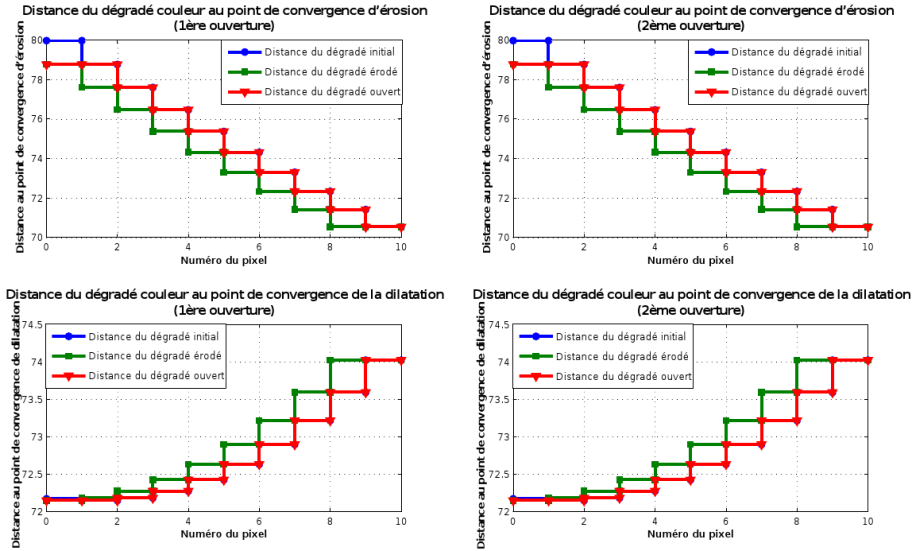 Distance du dégradé couleur au point de convergence d'érosion
(1ère ouverture)
Distance au point de convergence d'érosion
80
78
76
74
72
70
Distance du dégradé initial
Distance du dégradé érodé
Distance du dégradé ouvert
0 2 4 6 8 10
Numéro du pixel
Distance du dégradé couleur au point de convergence d'érosion
(2ème ouverture)
Distance au point de convergence d'érosion
80
78
76
74
72
70
Distance du dégradé initial
Distance du dégradé érodé
Distance du dégradé ouvert
0 2 4 6 8 10
Numéro du pixel
Distance du dégradé couleur au point de convergence de la dilatation
(1ère ouverture)
Distance au point de convergence de dilatation
74.5
74
73.5
73
72.5
72
Distance du dégradé initial
Distance du dégradé érodé
Distance du dégradé ouvert
0 2 4 6 8 10
Numéro du pixel
Distance du dégradé couleur au point de convergence de la dilatation
(2ème ouverture)
Distance au point de convergence de dilatation
74.5
74
73.5
73
72.5
72
Distance du dégradé initial
Distance du dégradé érodé
Distance du dégradé ouvert
0 2 4 6 8 10
Numéro du pixel